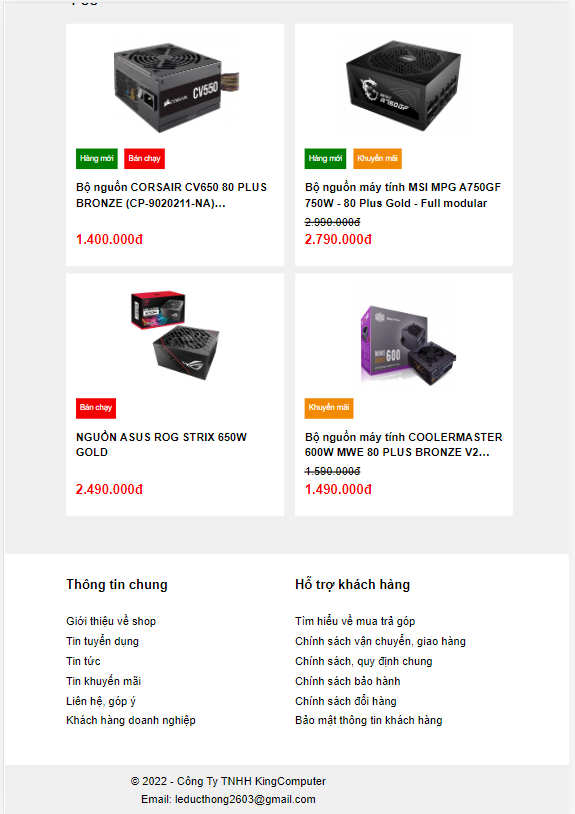 CORSAIR
CV550
Hàng mới
Bán chạy
Bộ nguồn CORSAIR CV650 80 PLUS
BRONZE (CP-9020211-NA)...
1.400.000đ
Hàng mới
Khuyến mãi
Bộ nguồn máy tính MSI MPG A750GF
750W - 80 Plus Gold - Full modular
2.990.000đ
2.790.000đ
Bán chạy
NGUỒN ASUS ROG STRIX 650W
GOLD
2.490.000đ
600
Khuyến mãi
Bộ nguồn máy tính COOLERMASTER
600W MWE 80 PLUS BRONZE V2...
1.590.000đ
1.490.000đ
Thông tin chung
Giới thiệu về shop
Tin tuyển dụng
Tin tức
Tin khuyến mãi
Liên hệ, góp ý
Khách hàng doanh nghiệp
Hỗ trợ khách hàng
Tìm hiểu về mua trả góp
Chính sách vận chuyển, giao hàng
Chính sách, quy định chung
Chính sách bảo hành
Chính sách đổi hàng
Bảo mật thông tin khách hàng
© 2022 - Công Ty TNHH KingComputer
Email: leducthong2603@gmail.com